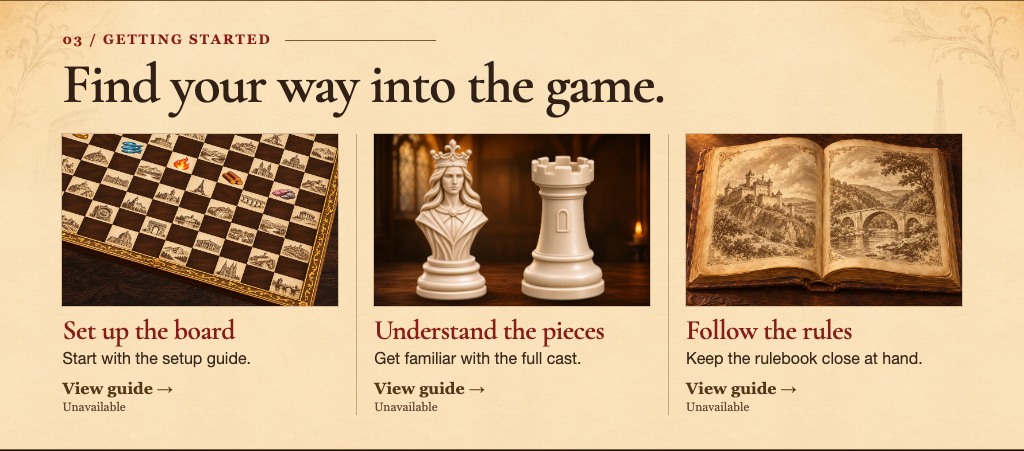 03 / GETTING STARTED
Find your way into the game.
Set up the board
Start with the setup guide.
View guide →
Unavailable
Understand the pieces
Get familiar with the full cast.
View guide →
Unavailable
Follow the rules
Keep the rulebook close at hand.
View guide →
Unavailable